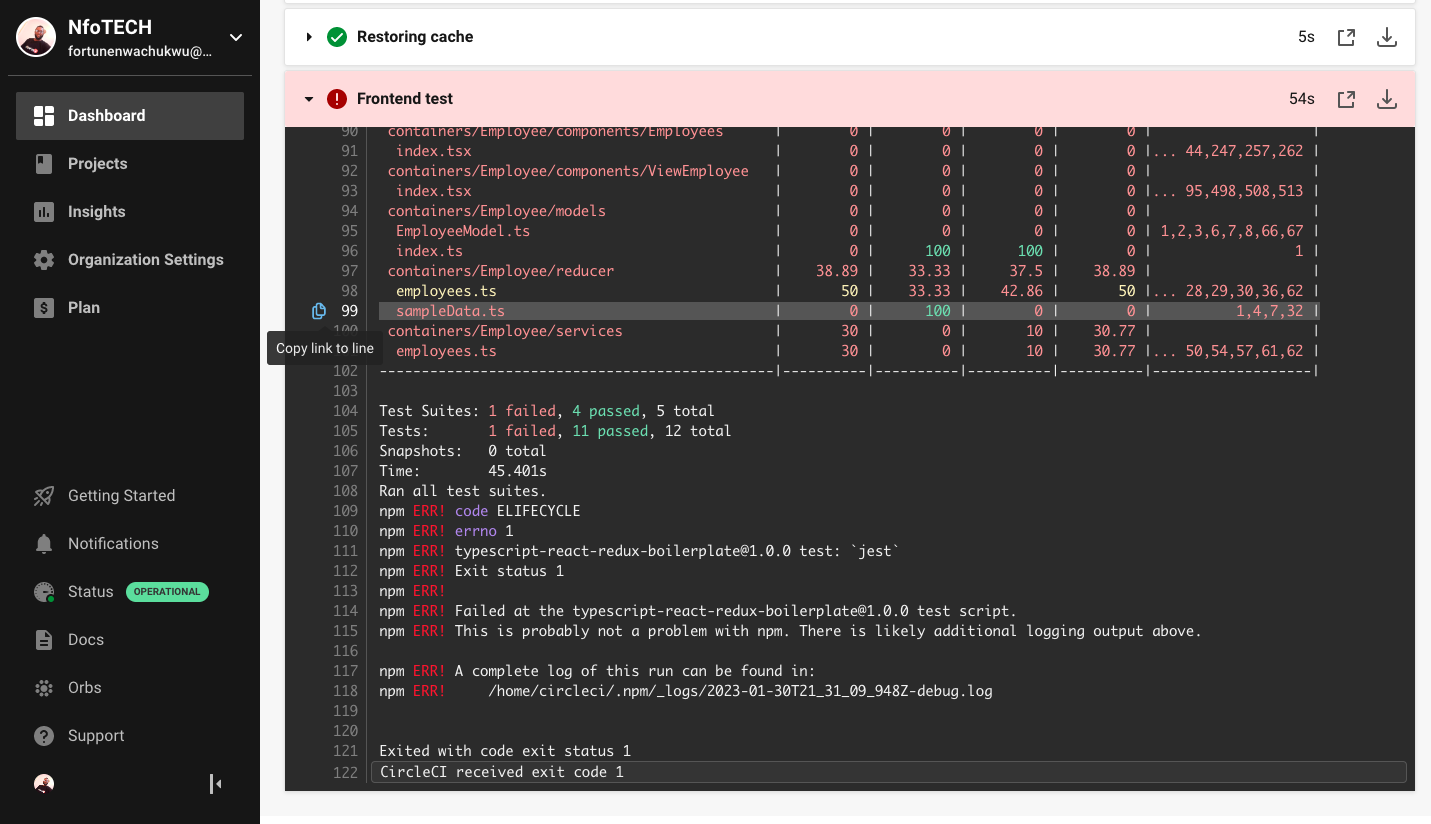 NfoTECH
fortunenwachukwu@...
Dashboard
Projects
Insights
Organization Settings
Plan
Getting Started
Notifications
Status OPERATIONAL
Docs
Orbs
Support
Restoring cache 5s
Frontend test 54s
90 containers/Employee/components/Employees | 0 | 0 | 0 | 0 | |
91 index.tsx | 0 | 0 | 0 | 0 |... 44,247,257,262 |
92 containers/Employee/components/ViewEmployee | 0 | 0 | 0 | 0 | |
93 index.tsx | 0 | 0 | 0 | 0 |... 95,498,508,513 |
94 containers/Employee/models | 0 | 0 | 0 | 0 | |
95 EmployeeModel.ts | 0 | 0 | 0 | 0 | 1,2,3,6,7,8,66,67 |
96 index.ts | 0 | 100 | 100 | 0 | 1 |
97 containers/Employee/reducer | 38.89 | 33.33 | 37.5 | 38.89 | |
98 employees.ts | 50 | 33.33 | 42.86 | 50 |... 28,29,30,36,62 |
99 sampleData.ts | 0 | 100 | 0 | 0 | 1,4,7,32 |
100 containers/Employee/services | 30 | 0 | 10 | 30.77 | |
Copy link to line
employees.ts | 30 | 0 | 10 | 30.77 |... 50,54,57,61,62 |
102 -----------------------------------------------|----------|----------|----------|----------|-------------------|
103
104 Test Suites: 1 failed, 4 passed, 5 total
105 Tests: 1 failed, 11 passed, 12 total
106 Snapshots: 0 total
107 Time: 45.401s
108 Ran all test suites.
109 npm ERR! code ELIFECYCLE
110 npm ERR! errno 1
111 npm ERR! typescript-react-redux-boilerplate@1.0.0 test: `jest`
112 npm ERR! Exit status 1
113 npm ERR!
114 npm ERR! Failed at the typescript-react-redux-boilerplate@1.0.0 test script.
115 npm ERR! This is probably not a problem with npm. There is likely additional logging output above.
116
117 npm ERR! A complete log of this run can be found in:
118 npm ERR! /home/circleci/.npm/_logs/2023-01-30T21_31_09_948Z-debug.log
119
120
121 Exited with code exit status 1
122 CircleCI received exit code 1